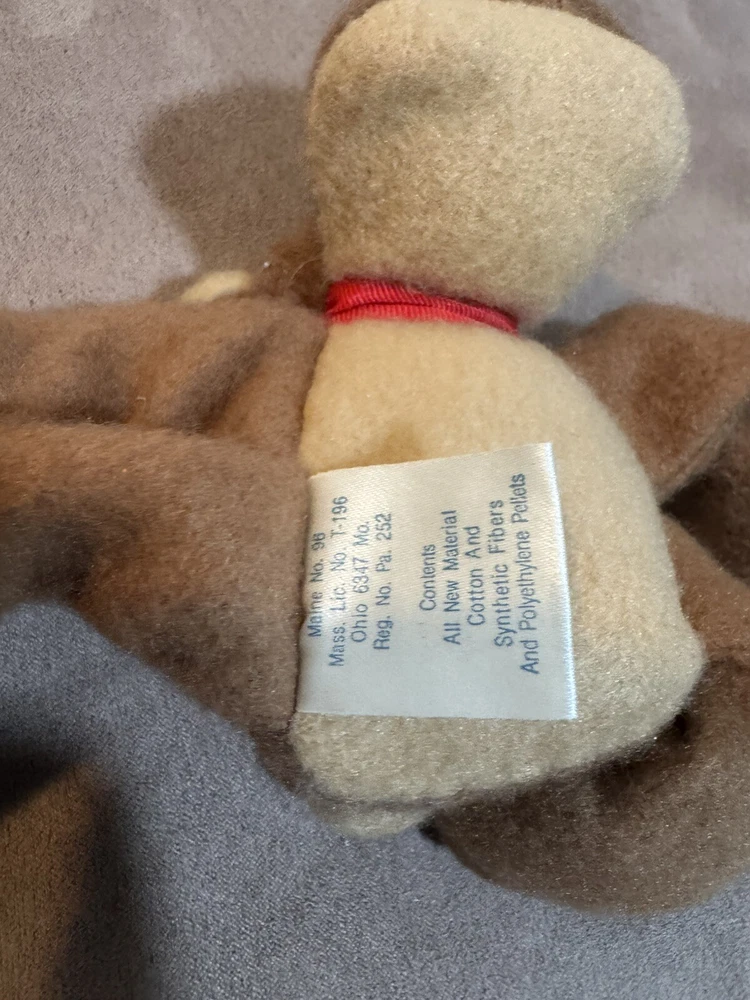 Maine No. 96
Mass. Lic. No. T-196
Ohio 6347 Mo.
Reg. No. Pa. 252
Contents
All New Material
Cotton And
Synthetic Fibers
And Polyethylene Pellets